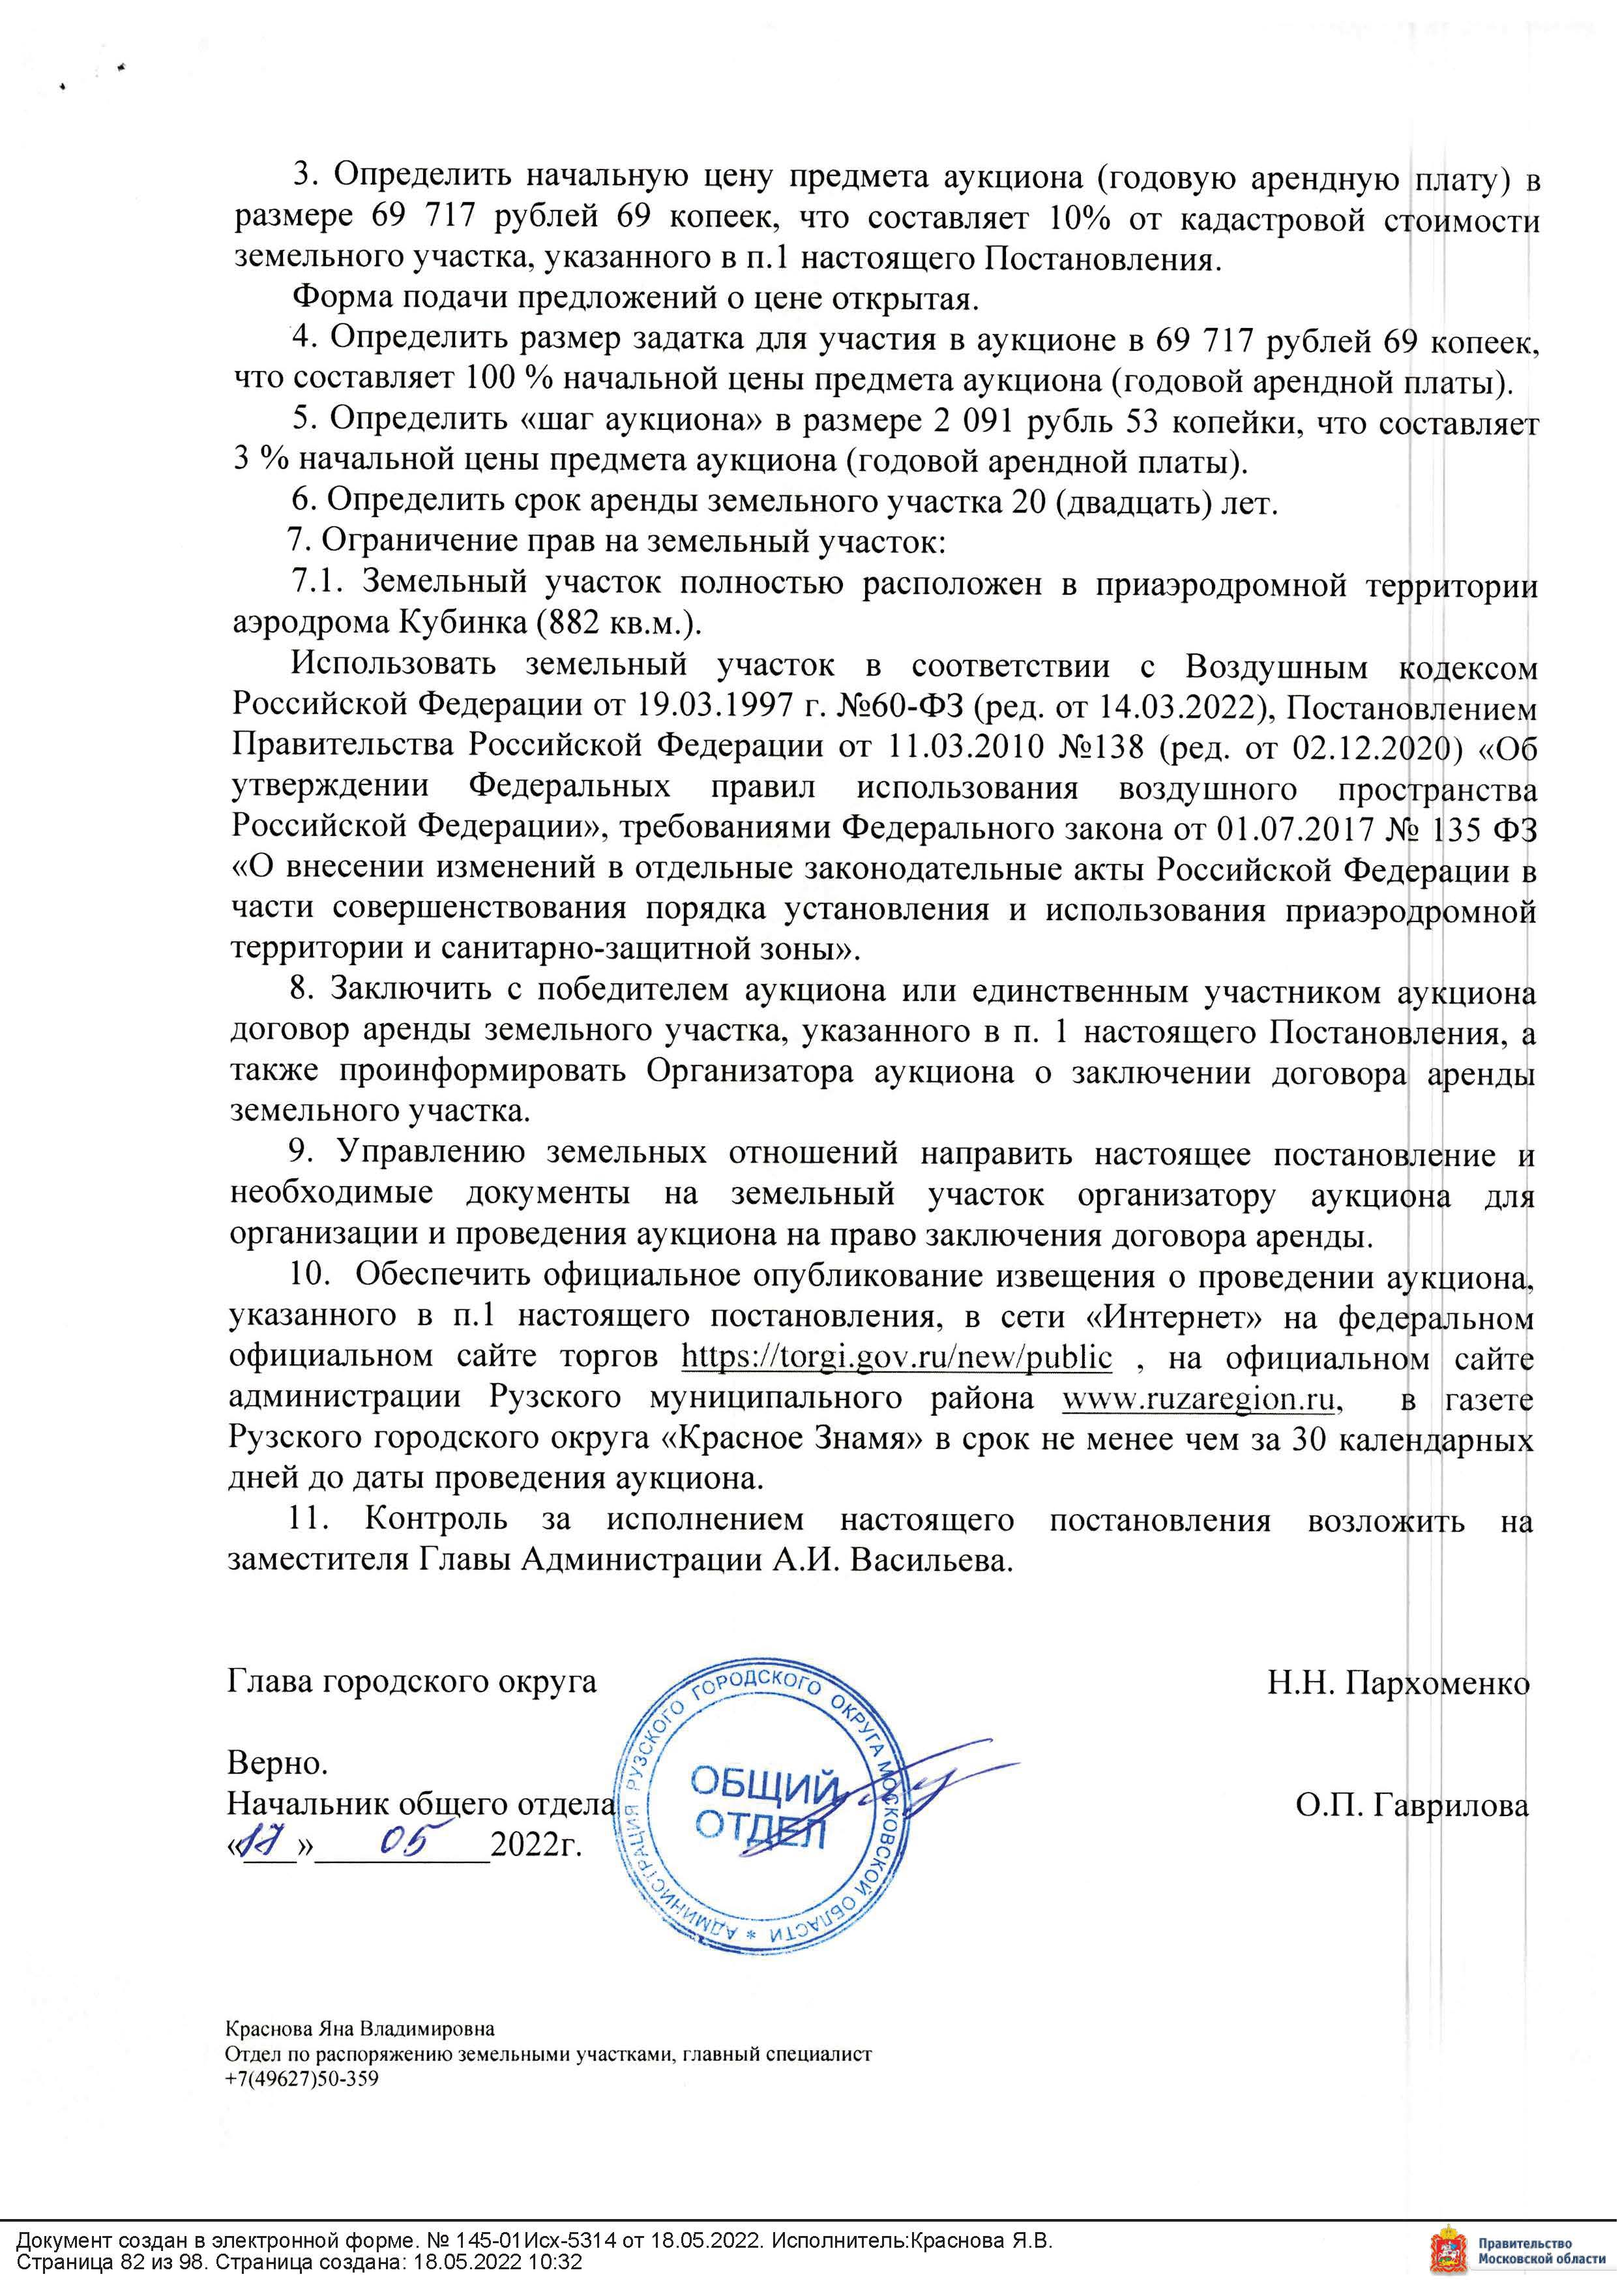 3. Определить начальную цену предмета аукциона (годовую арендную плату) в
размере 69 717 рублей 69 копеек, что составляет 10% от кадастровой стоимости
земельного участка, указанного в п.1 настоящего Постановления.
Форма подачи предложений о цене открытая.
4. Определить размер задатка для участия в аукционе в 69 717 рублей 69 копеек,
что составляет 100 % начальной цены предмета аукциона (годовой арендной платы).
5. Определить «шаг аукциона» в размере 2 091 рубль 53 копейки, что составляет
3 % начальной цены предмета аукциона (годовой арендной платы).
6. Определить срок аренды земельного участка 20 (двадцать) лет.
7. Ограничение прав на земельный участок:
7.1. Земельный участок полностью расположен в приаэродромной территории
аэродрома Кубинка (882 кв.м.).
Использовать земельный участок в соответствии с Воздушным кодексом
Российской Федерации от 19.03.1997 г. №60-ФЗ (ред. от 14.03.2022), Постановлением
Правительства Российской Федерации от 11.03.2010 №138 (ред. от 02.12.2020) «Об
утверждении Федеральных правил использования воздушного пространства
Российской Федерации», требованиями Федерального закона от 01.07.2017 № 135 ФЗ
«О внесении изменений в отдельные законодательные акты Российской Федерации в
части совершенствования порядка установления и использования приаэродромной
территории и санитарно-защитной зоны».
8. Заключить с победителем аукциона или единственным участником аукциона
договор аренды земельного участка, указанного в п. 1 настоящего Постановления, а
также проинформировать Организатора аукциона о заключении договора аренды
земельного участка.
9. Управлению земельных отношений направить настоящее постановление и
необходимые документы на земельный участок организатору аукциона для
организации и проведения аукциона на право заключения договора аренды.
10. Обеспечить официальное опубликование извещения о проведении аукциона,
указанного в п.1 настоящего постановления, в сети «Интернет» на федеральном
официальном сайте торгов https://torgi.gov.ru/new/public , на официальном сайте
администрации Рузского муниципального района www.ruzaregion.ru, в газете
Рузского городского округа «Красное Знамя» в срок не менее чем за 30 календарных
дней до даты проведения аукциона.
11. Контроль за исполнением настоящего постановления возложить на
заместителя Главы Администрации А.И. Васильева.
Глава городского округа Н.Н. Пархоменко
Верно.
Начальник общего отдела О.П. Гаврилова
«17» 05 2022г.
АДМИНИСТРАЦИЯ РУЗСКОГО ГОРОДСКОГО ОКРУГА МОСКОВСКОЙ ОБЛАСТИ *
ОБЩИЙ
ОТДЕЛ
Краснова Яна Владимировна
Отдел по распоряжению земельными участками, главный специалист
+7(49627)50-359
Документ создан в электронной форме. № 145-01Исх-5314 от 18.05.2022. Исполнитель:Краснова Я.В.
Страница 82 из 98. Страница создана: 18.05.2022 10:32
Правительство
Московской области